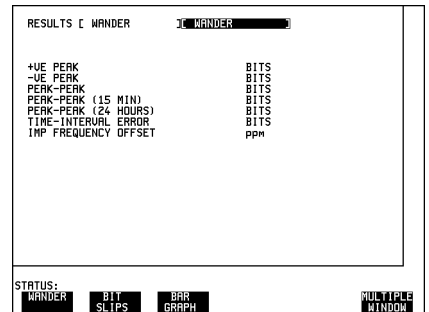 RESULTS [ WANDER ][ WANDER ]
+VE PEAK BITS
-VE PEAK BITS
PEAK-PEAK BITS
PEAK-PEAK (15 MIN) BITS
PEAK-PEAK (24 HOURS) BITS
TIME-INTERVAL ERROR BITS
IMP FREQUENCY OFFSET ppm
STATUS:
WANDER BIT BAR MULTIPLE
SLIPS GRAPH WINDOW